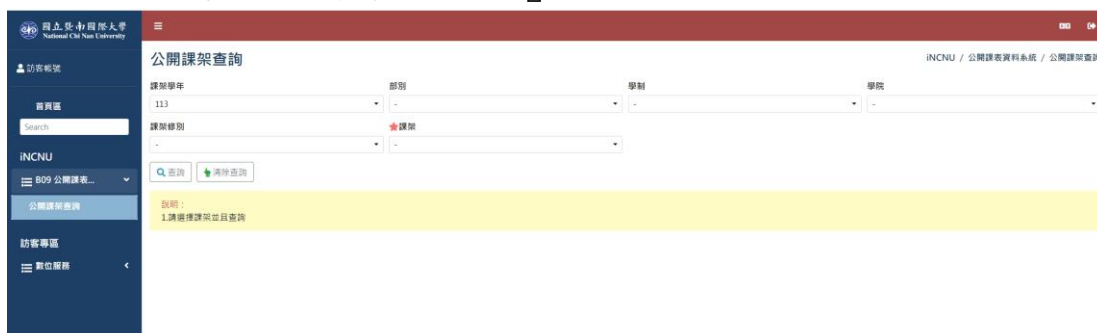 國立暨南國際大學
National Chi Nan University
訪客帳號
首頁區
Search
iNCNU
B09 公開課表...
公開課架查詢
訪客專區
數位服務
公開課架查詢
iNCNU / 公開課表資料系統 / 公開課架查詢
課架學年
部別
學制
學院
113
-
-
-
課架修別
課架
-
-
查詢
清除查詢
說明：
1.請選擇課架並且查詢